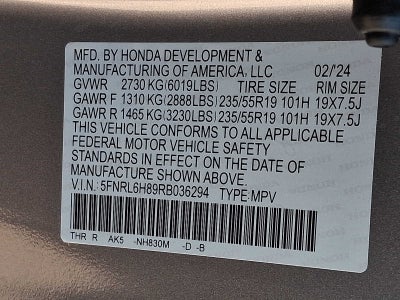 MFD. BY HONDA DEVELOPMENT &
MANUFACTURING OF AMERICA, LLC 02/'24
GVWR 2730 KG (6019LBS) TIRE SIZE RIM SIZE
GAWR F 1310 KG (2888LBS) 235/55R19 101H 19X7.5J
GAWR R 1465 KG (3230LBS) 235/55R19 101H 19X7.5J
THIS VEHICLE CONFORMS TO ALL APPLICABLE
FEDERAL MOTOR VEHICLE SAFETY
STANDARDS IN EFFECT ON THE DATE OF
MANUFACTURE SHOWN ABOVE.
V.I.N. 5FNRL6H89RB036294 TYPE: MPV
THR R AK5 -NH830M -D -B